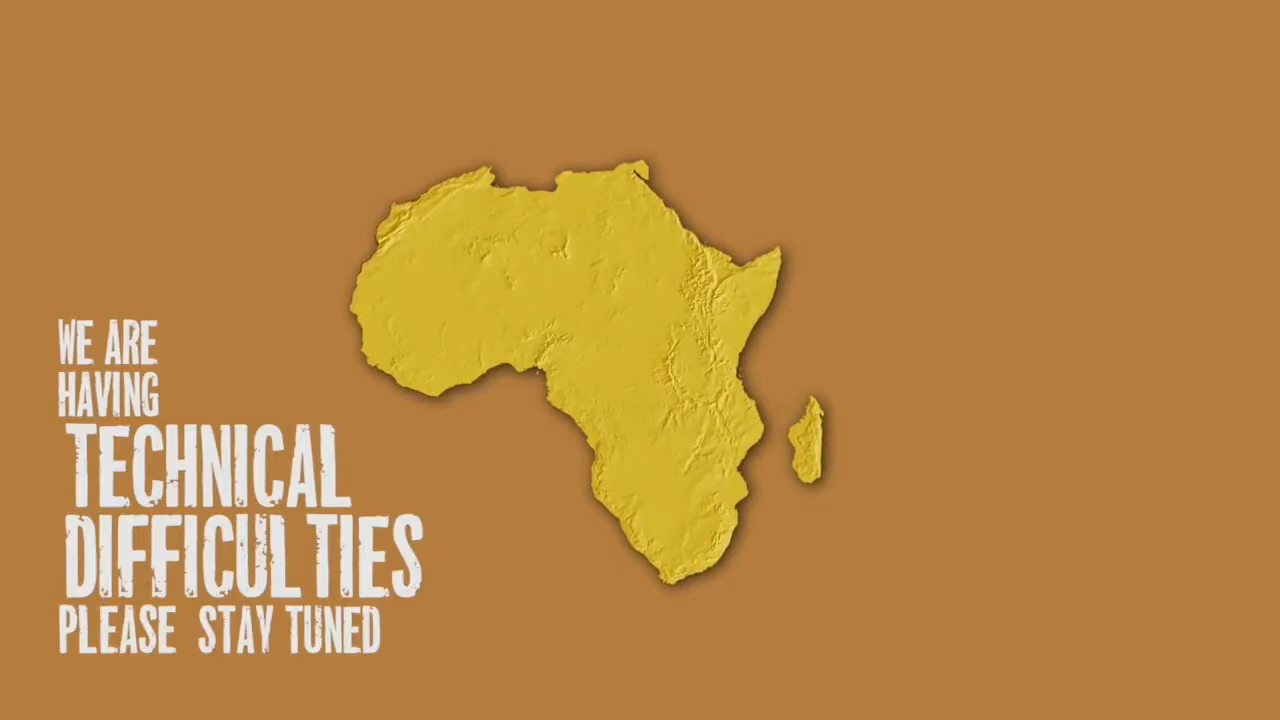 WE ARE
HAVING
TECHNICAL
DIFFICULTIES
PLEASE STAY TUNED